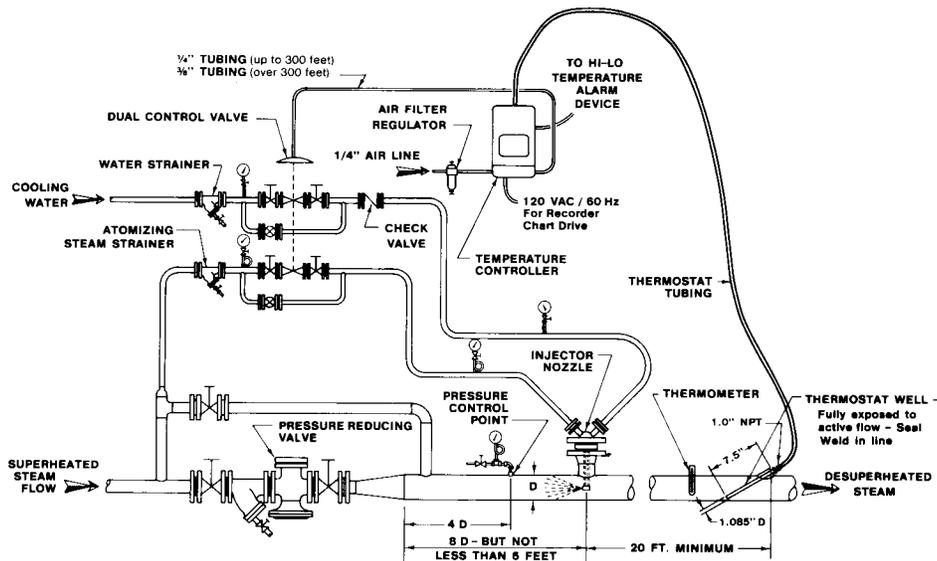 ¼" TUBING (up to 300 feet)
⅜" TUBING (over 300 feet)
DUAL CONTROL VALVE
WATER STRAINER
COOLING
WATER
ATOMIZING
STEAM STRAINER
AIR FILTER
REGULATOR
1/4" AIR LINE
TO HI-LO
TEMPERATURE
ALARM
DEVICE
120 VAC / 60 Hz
For Recorder
Chart Drive
CHECK
VALVE
TEMPERATURE
CONTROLLER
THERMOSTAT
TUBING
INJECTOR
NOZZLE
THERMOMETER
THERMOSTAT WELL –
Fully exposed to
active flow – Seal
Weld in line
1.0" NPT
7.5"
1.085" D
PRESSURE
CONTROL
POINT
PRESSURE REDUCING
VALVE
SUPERHEATED
STEAM
FLOW
D
DESUPERHEATED
STEAM
4 D
8 D – BUT NOT
LESS THAN 6 FEET
20 FT. MINIMUM